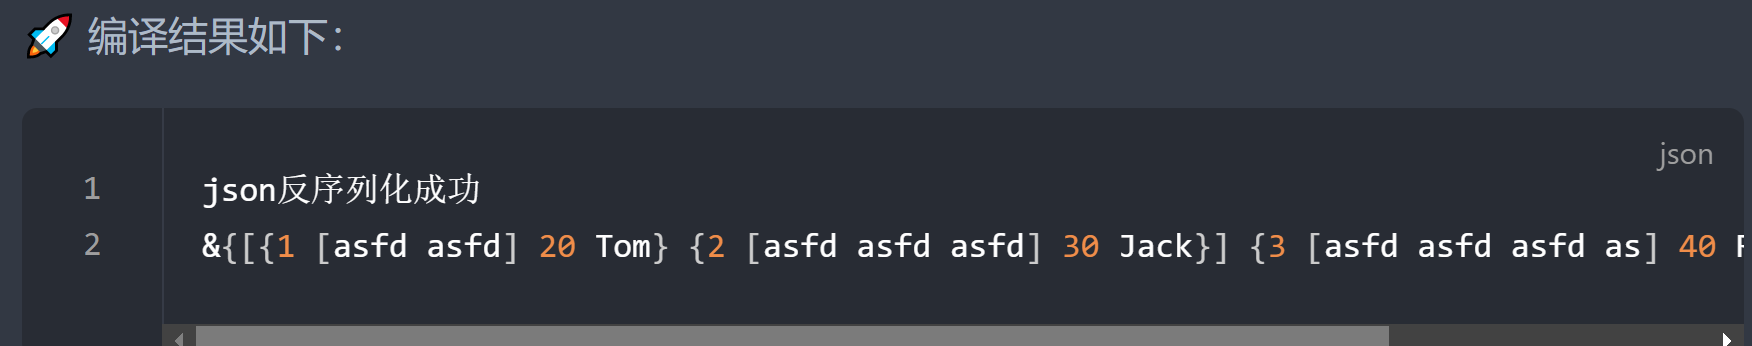 🚀 编译结果如下：
json
1 json反序列化成功
2 &{[{1 [asfd asfd] 20 Tom} {2 [asfd asfd asfd] 30 Jack}] {3 [asfd asfd asfd as] 40